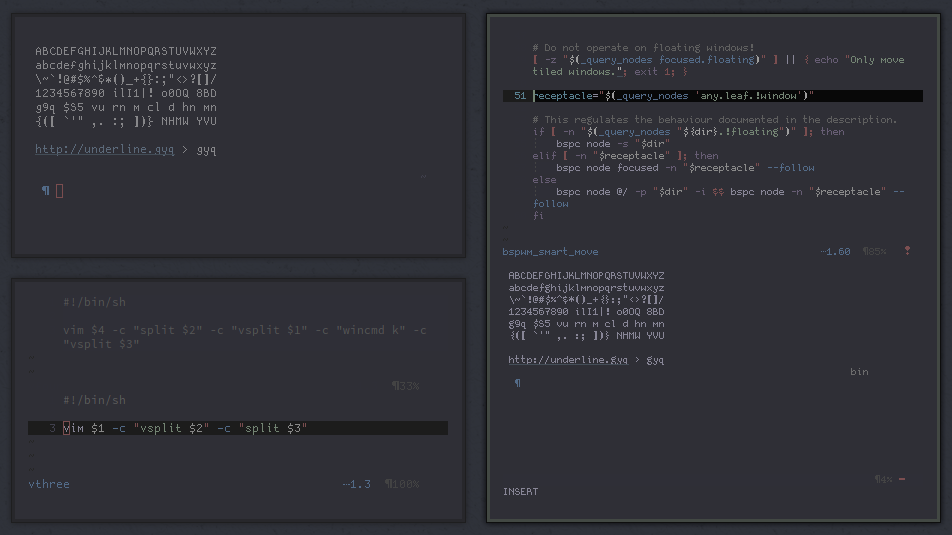 ABCDEFGHIJKLMNOPQRSTUVWXYZ
abcdefghijklmnopqrstuvwxyz
\~`!@#$%^$*()_+{}:;"<>?[]/
1234567890 ilI1|! o0OQ 8BD
g9q $S5 vu rn m cl d hn mn
{([ `'" ,. :; ])} NHMW YVU
http://underline.gyq > gyq
¶
#!/bin/sh
vim $4 -c "split $2" -c "vsplit $1" -c "wincmd k" -c
"vsplit $3"
¶33%
#!/bin/sh
3 vim $1 -c "vsplit $2" -c "split $3"
vthree ~1.3 ¶100%
# Do not operate on floating windows!
[ -z "$(_query_nodes focused.floating)" ] || { echo "Only move
tiled windows."; exit 1; }
51 receptacle="$(_query_nodes 'any.leaf.!window')"
# This regulates the behaviour documented in the description.
if [ -n "$(_query_nodes "${dir}.!floating")" ]; then
bspc node -s "$dir"
elif [ -n "$receptacle" ]; then
bspc node focused -n "$receptacle" --follow
else
bspc node @/ -p "$dir" -i $$ bspc node -n "$receptacle" --
follow
fi
bspwm_smart_move ~1.60 ¶85% !
ABCDEFGHIJKLMNOPQRSTUVWXYZ
abcdefghijklmnopqrstuvwxyz
\~`!@#$%^$*()_+{}:;"<>?[]/
1234567890 ilI1|! o0OQ 8BD
g9q $S5 vu rn m cl d hn mn
{([ `'" ,. :; ])} NHMW YVU
http://underline.gyq > gyq
bin
¶
¶4% -
INSERT